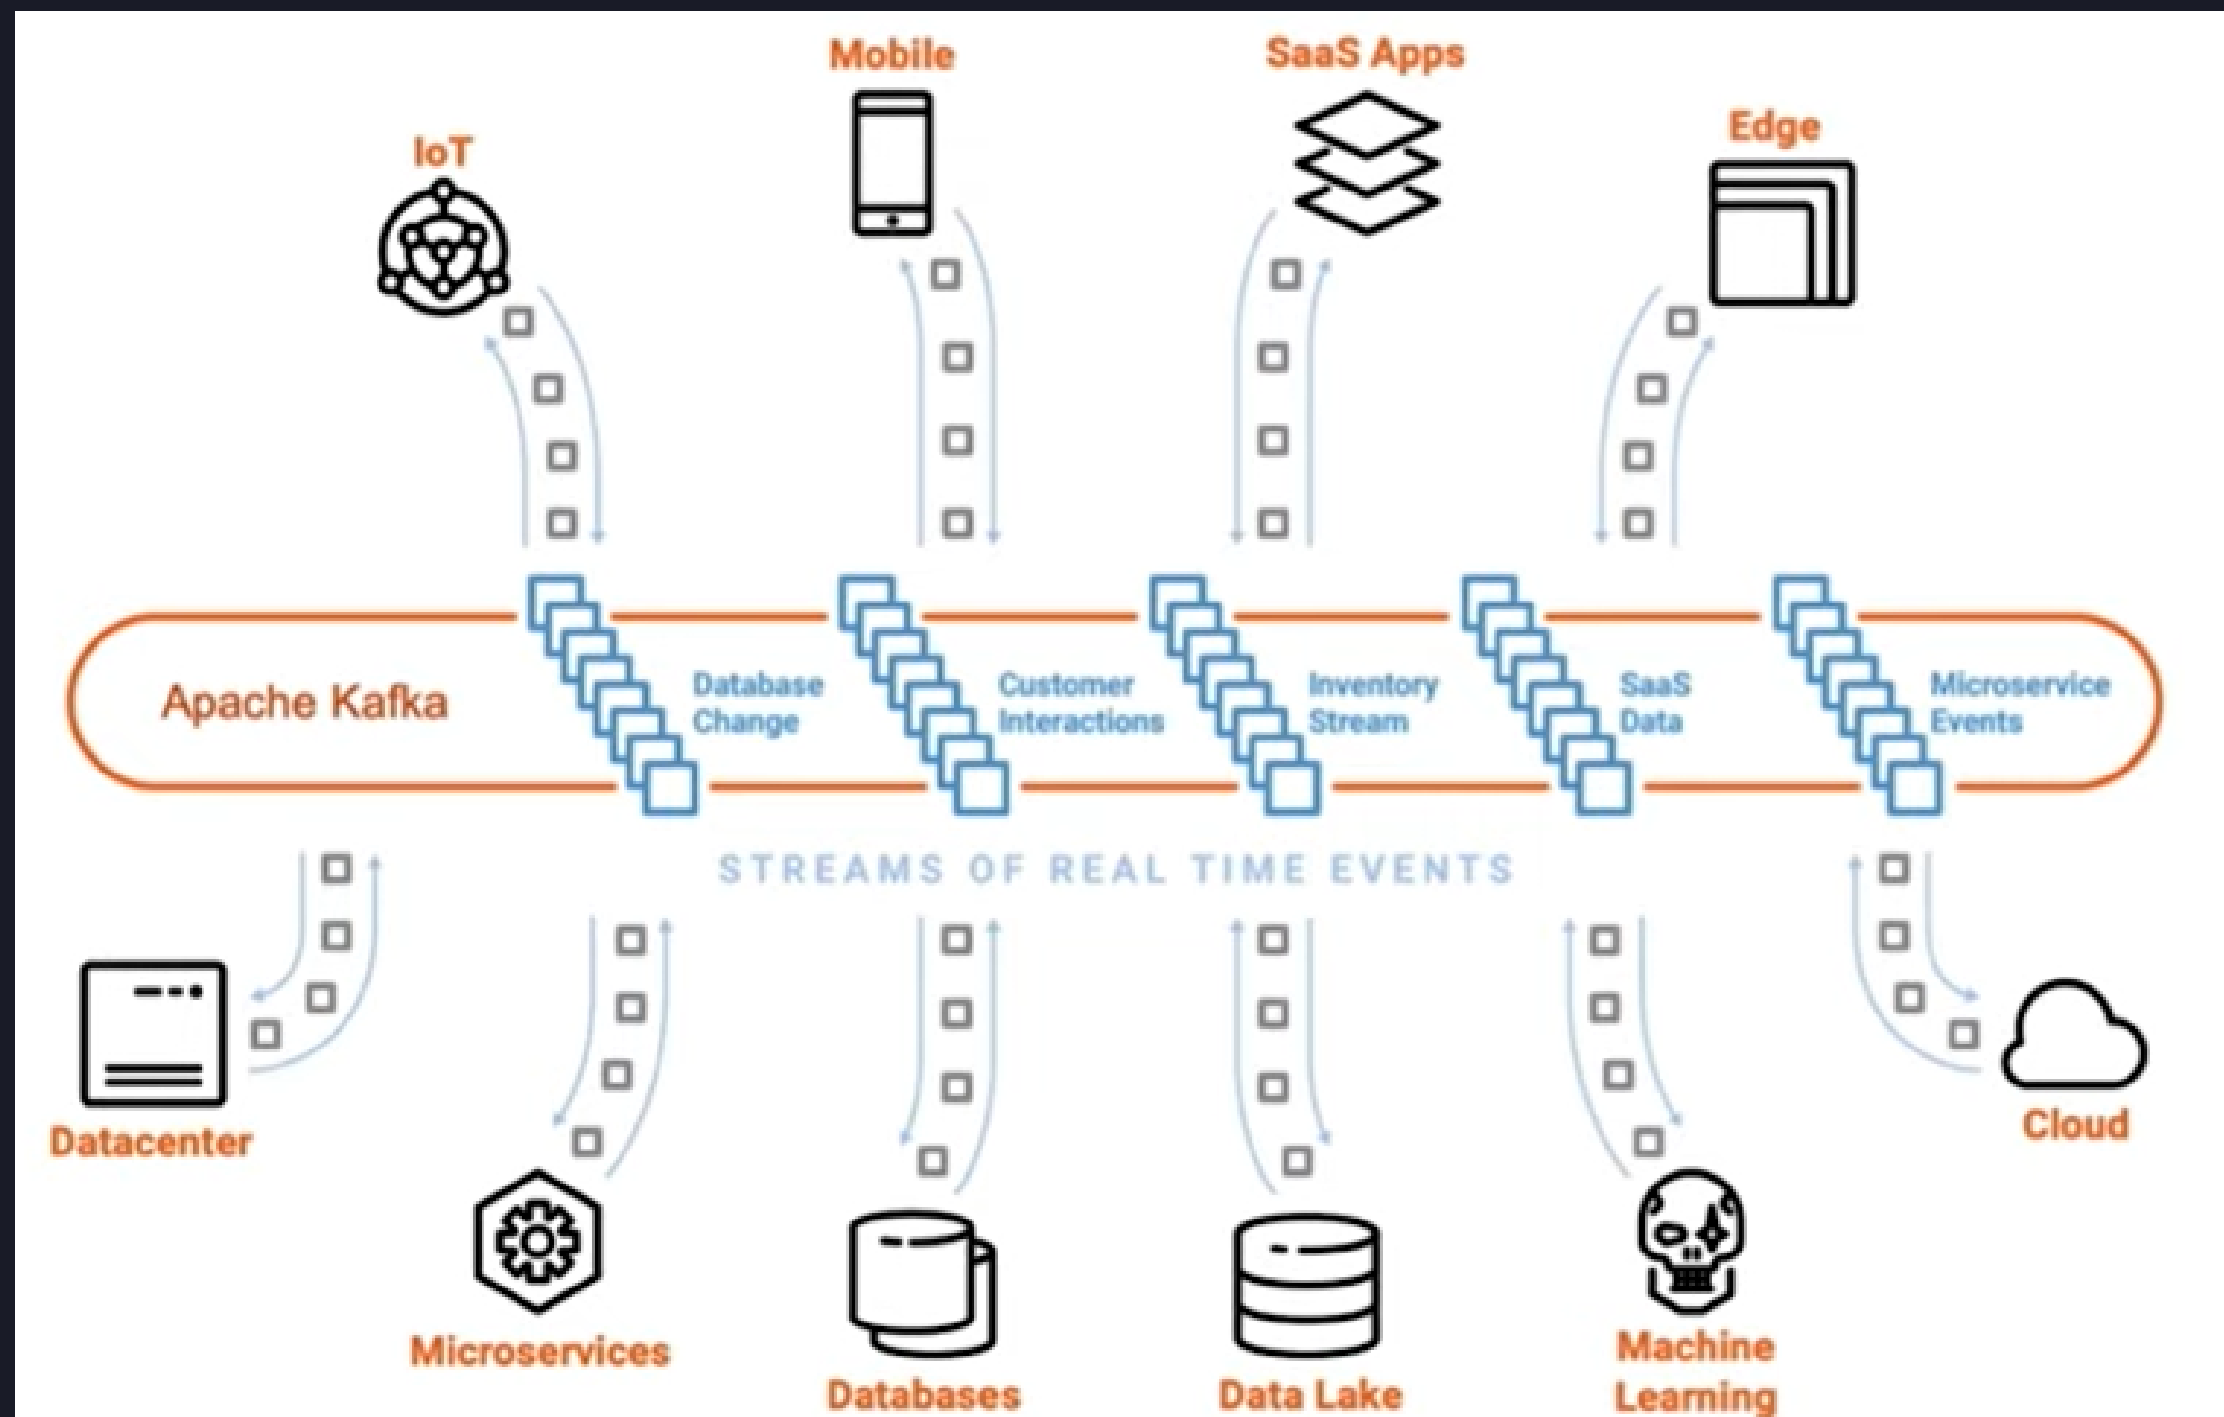 Mobile
SaaS Apps
Edge
IoT
Apache Kafka
Database
Change
Customer
Interactions
Inventory
Stream
SaaS
Data
Microservice
Events
STREAMS OF REAL TIME EVENTS
Datacenter
Cloud
Microservices
Databases
Data Lake
Machine
Learning